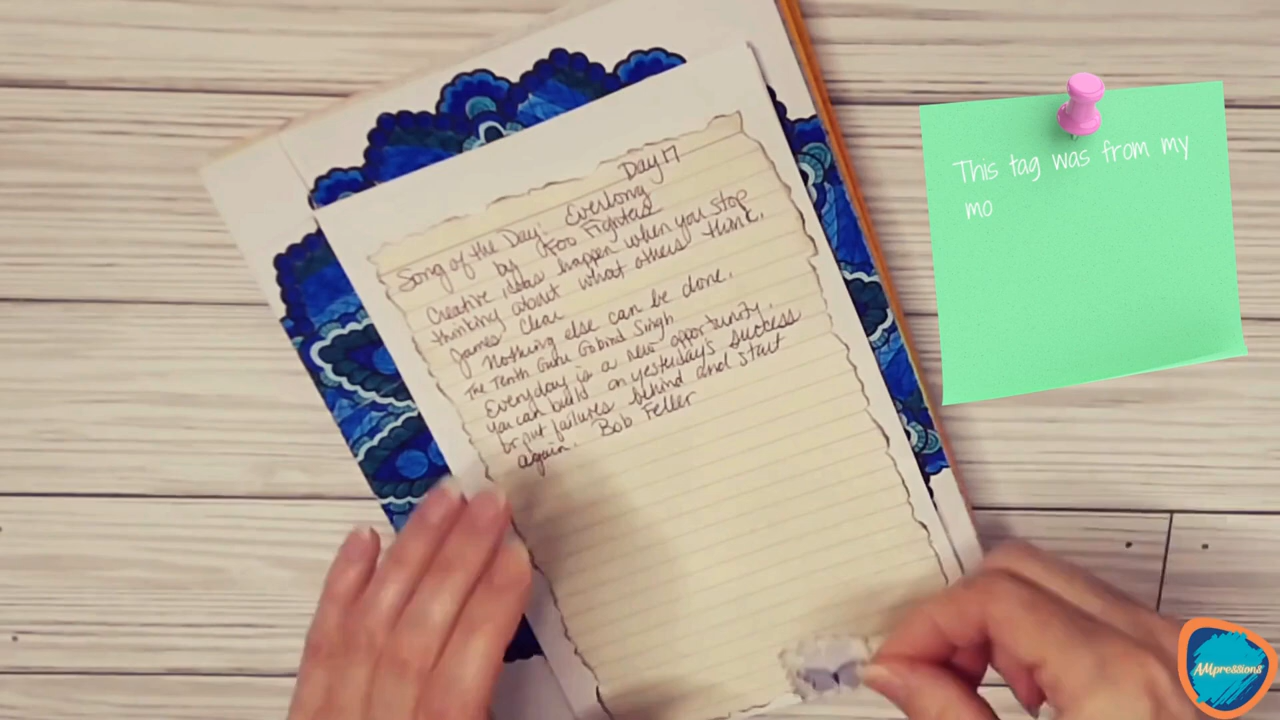 Day 17
Song of the Day: Everlong
by Foo Fighters
Creative ideas happen when you stop
thinking about what others think.
James Clear
Nothing else can be done.
The Tenth Guru Gobind Singh
Everyday is a new opportunity.
You can build on yesterday's success
or put failures behind and start
again. Bob Feller
This tag was from my
mo
AMpressions